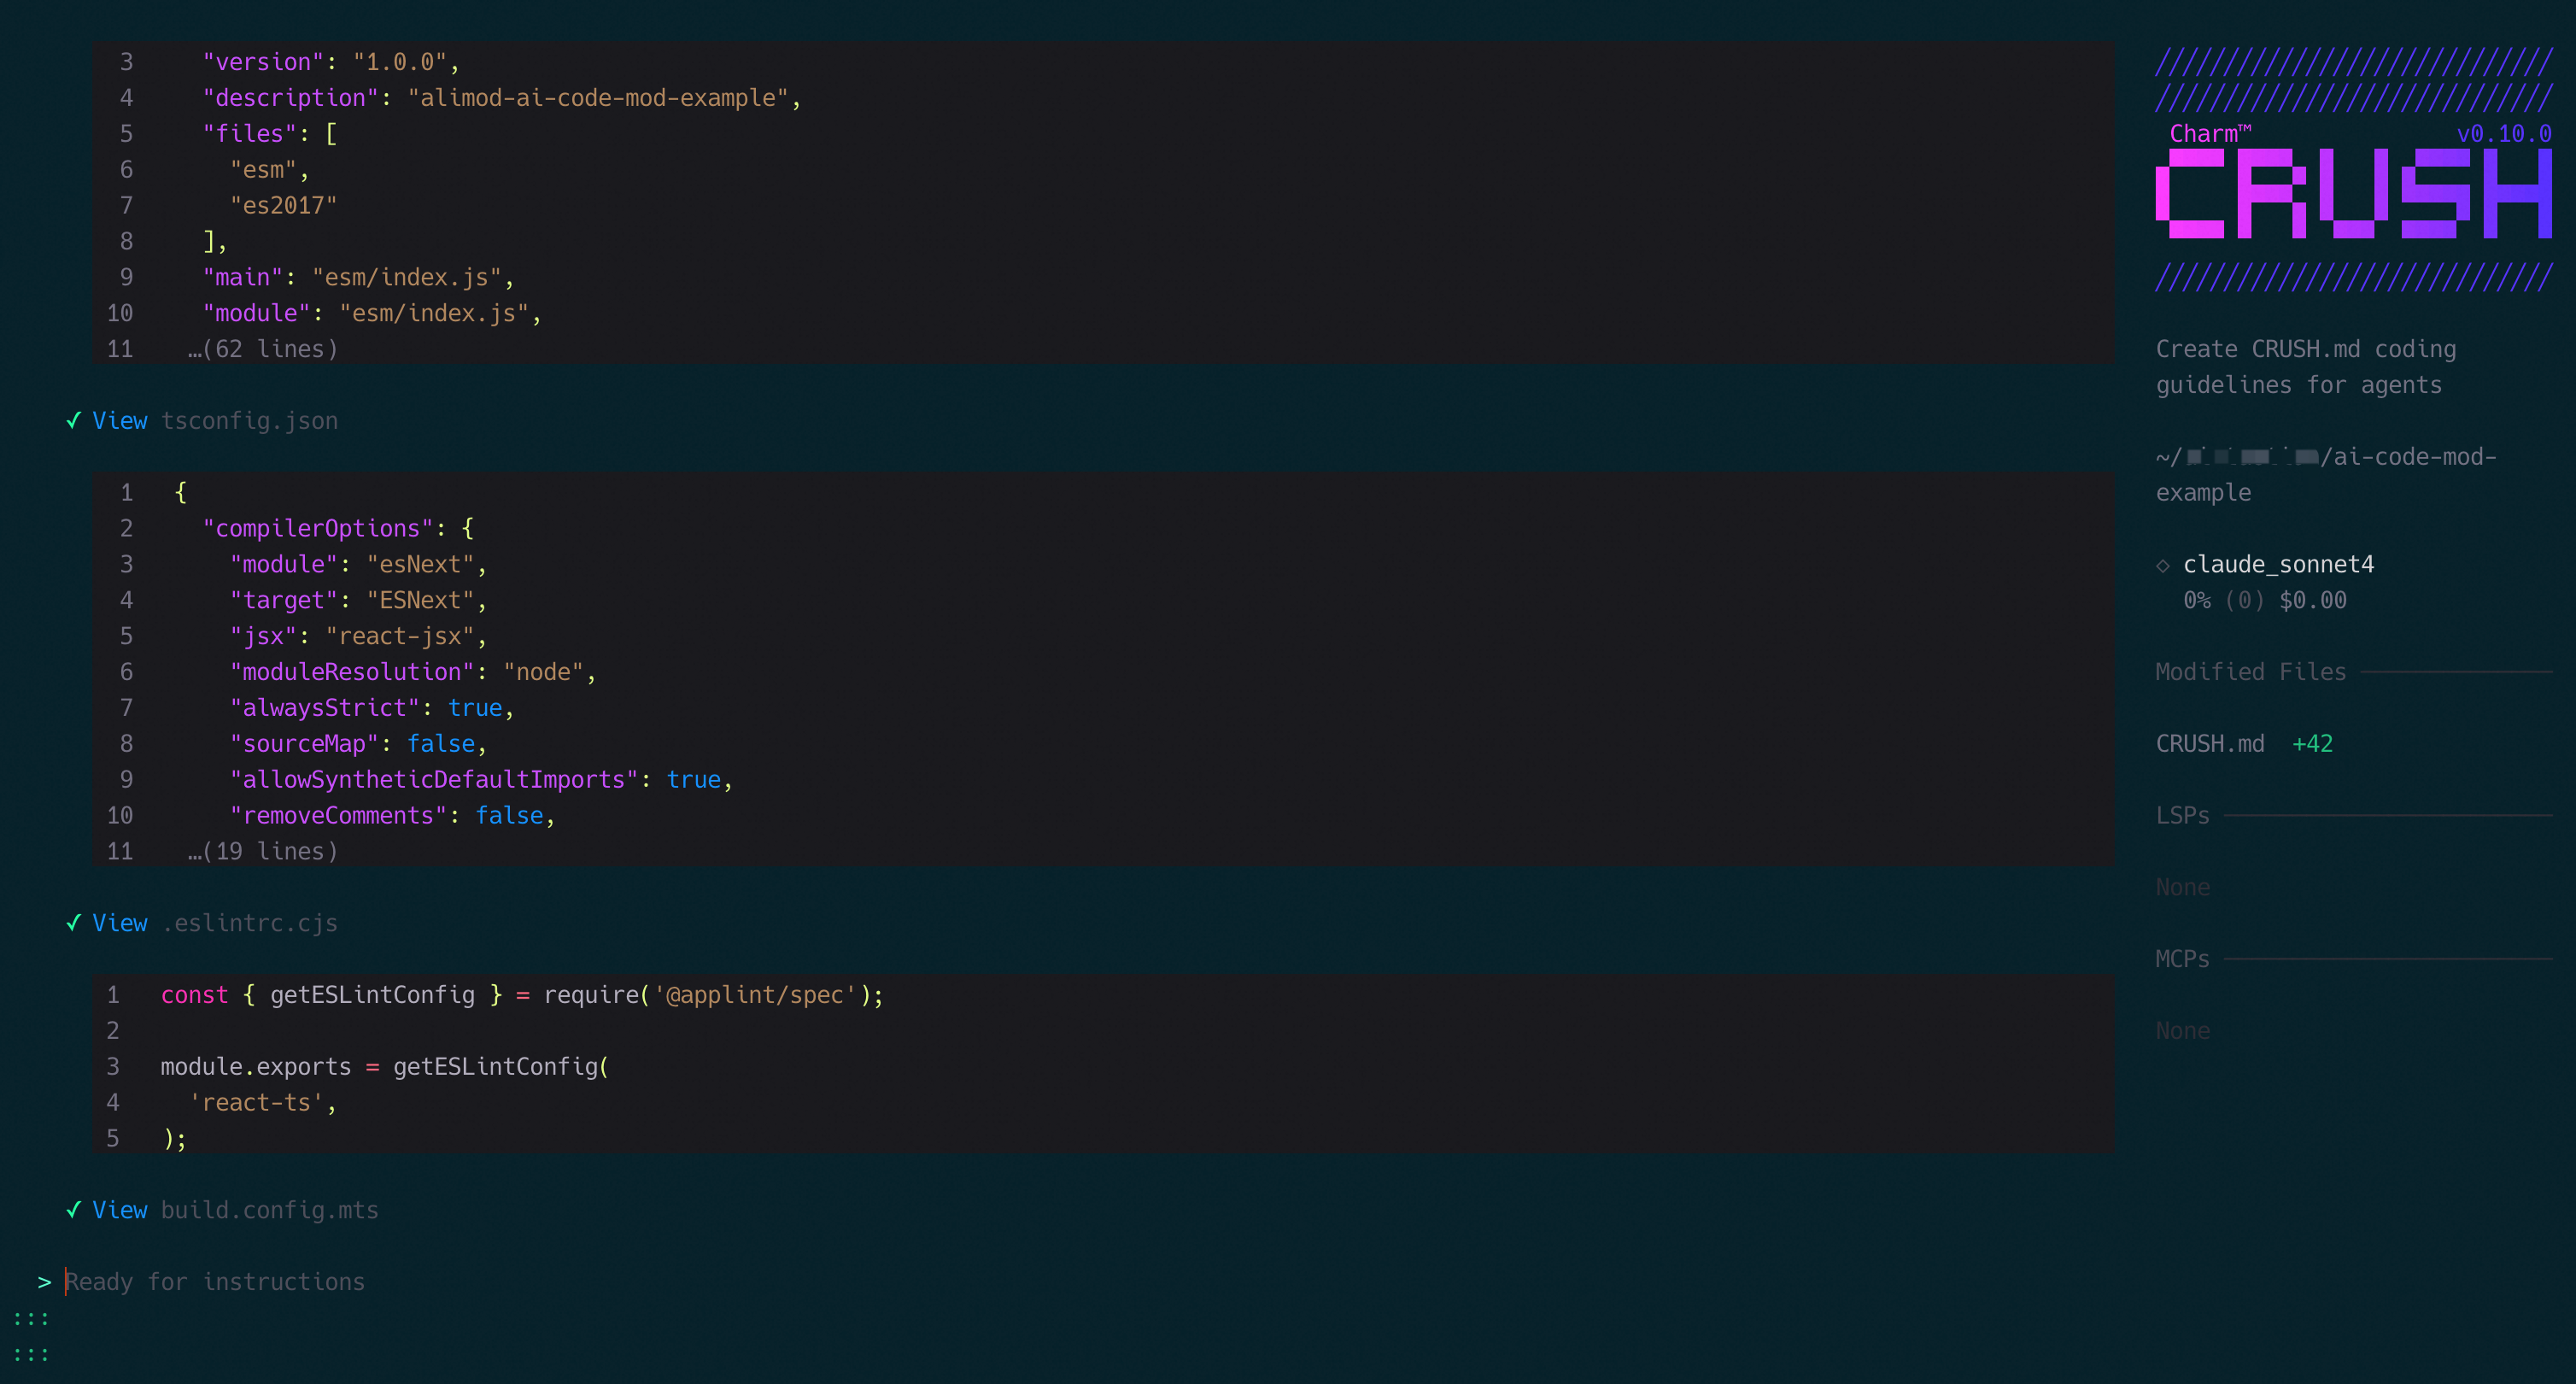 3 "version": "1.0.0",
4 "description": "alimod-ai-code-mod-example",
5 "files": [
6 "esm",
7 "es2017"
8 ],
9 "main": "esm/index.js",
10 "module": "esm/index.js",
11 …(62 lines)
✓ View tsconfig.json
1 {
2 "compilerOptions": {
3 "module": "esNext",
4 "target": "ESNext",
5 "jsx": "react-jsx",
6 "moduleResolution": "node",
7 "alwaysStrict": true,
8 "sourceMap": false,
9 "allowSyntheticDefaultImports": true,
10 "removeComments": false,
11 …(19 lines)
✓ View .eslintrc.cjs
1 const { getESLintConfig } = require('@applint/spec');
2
3 module.exports = getESLintConfig(
4 'react-ts',
5 );
✓ View build.config.mts
> Ready for instructions
:::
:::
/////////////////////////////
/////////////////////////////
Charm™ v0.10.0
CRUSH
/////////////////////////////
Create CRUSH.md coding
guidelines for agents
~/ /ai-code-mod-
example
◇ claude_sonnet4
0% (0) $0.00
Modified Files
CRUSH.md +42
LSPs
None
MCPs
None